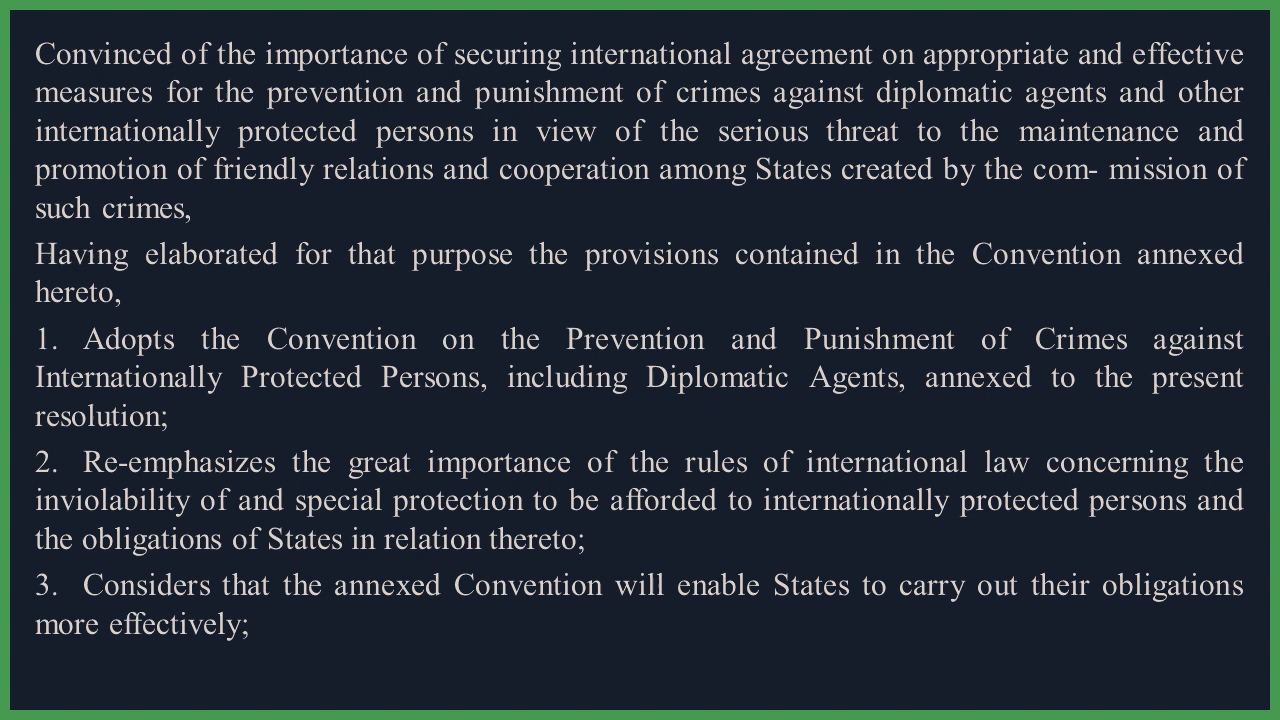 Convinced of the importance of securing international agreement on appropriate and effective
measures for the prevention and punishment of crimes against diplomatic agents and other
internationally protected persons in view of the serious threat to the maintenance and
promotion of friendly relations and cooperation among States created by the com- mission of
such crimes,
Having elaborated for that purpose the provisions contained in the Convention annexed
hereto,
1. Adopts the Convention on the Prevention and Punishment of Crimes against
Internationally Protected Persons, including Diplomatic Agents, annexed to the present
resolution;
2. Re-emphasizes the great importance of the rules of international law concerning the
inviolability of and special protection to be afforded to internationally protected persons and
the obligations of States in relation thereto;
3. Considers that the annexed Convention will enable States to carry out their obligations
more effectively;